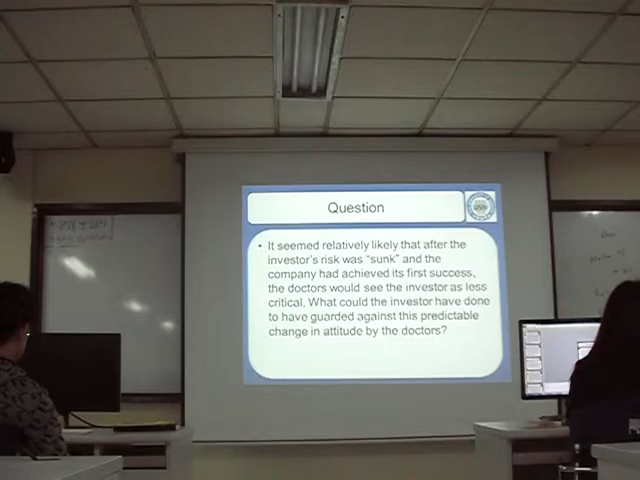 Question
• It seemed relatively likely that after the
investor's risk was "sunk" and the
company had achieved its first success,
the doctors would see the investor as less
critical. What could the investor have done
to have guarded against this predictable
change in attitude by the doctors?